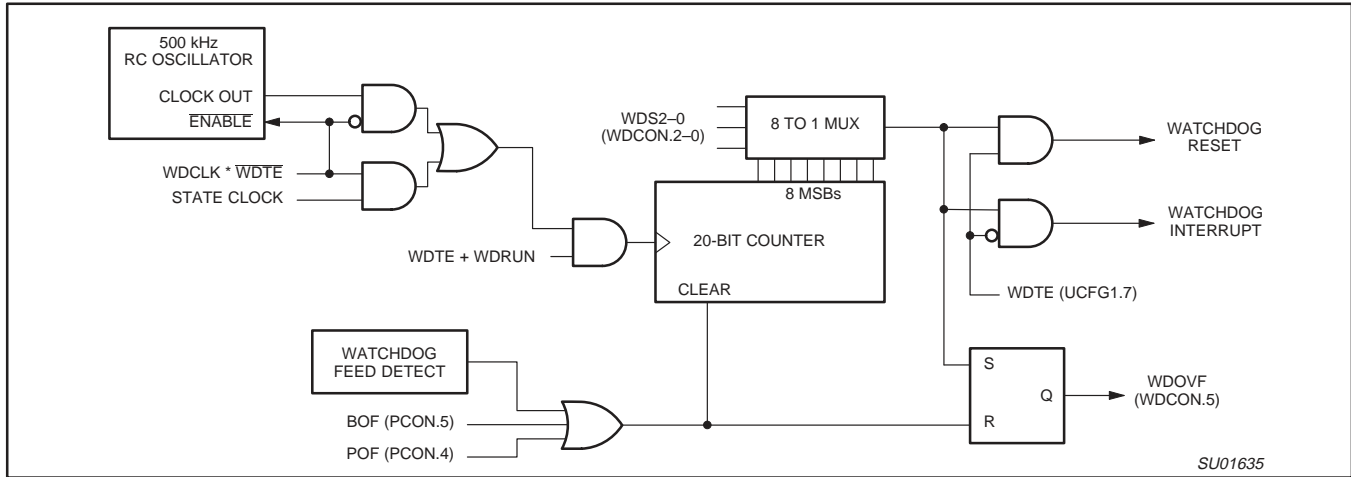 500 kHz
RC OSCILLATOR
CLOCK OUT
ENABLE
WDCLK * WDTE
STATE CLOCK
WDS2–0
(WDCON.2–0)
8 TO 1 MUX
8 MSBs
20-BIT COUNTER
CLEAR
WDTE + WDRUN
WATCHDOG
RESET
WATCHDOG
INTERRUPT
WDTE (UCFG1.7)
WATCHDOG
FEED DETECT
BOF (PCON.5)
POF (PCON.4)
S
Q
R
WDOVF
(WDCON.5)
SU01635